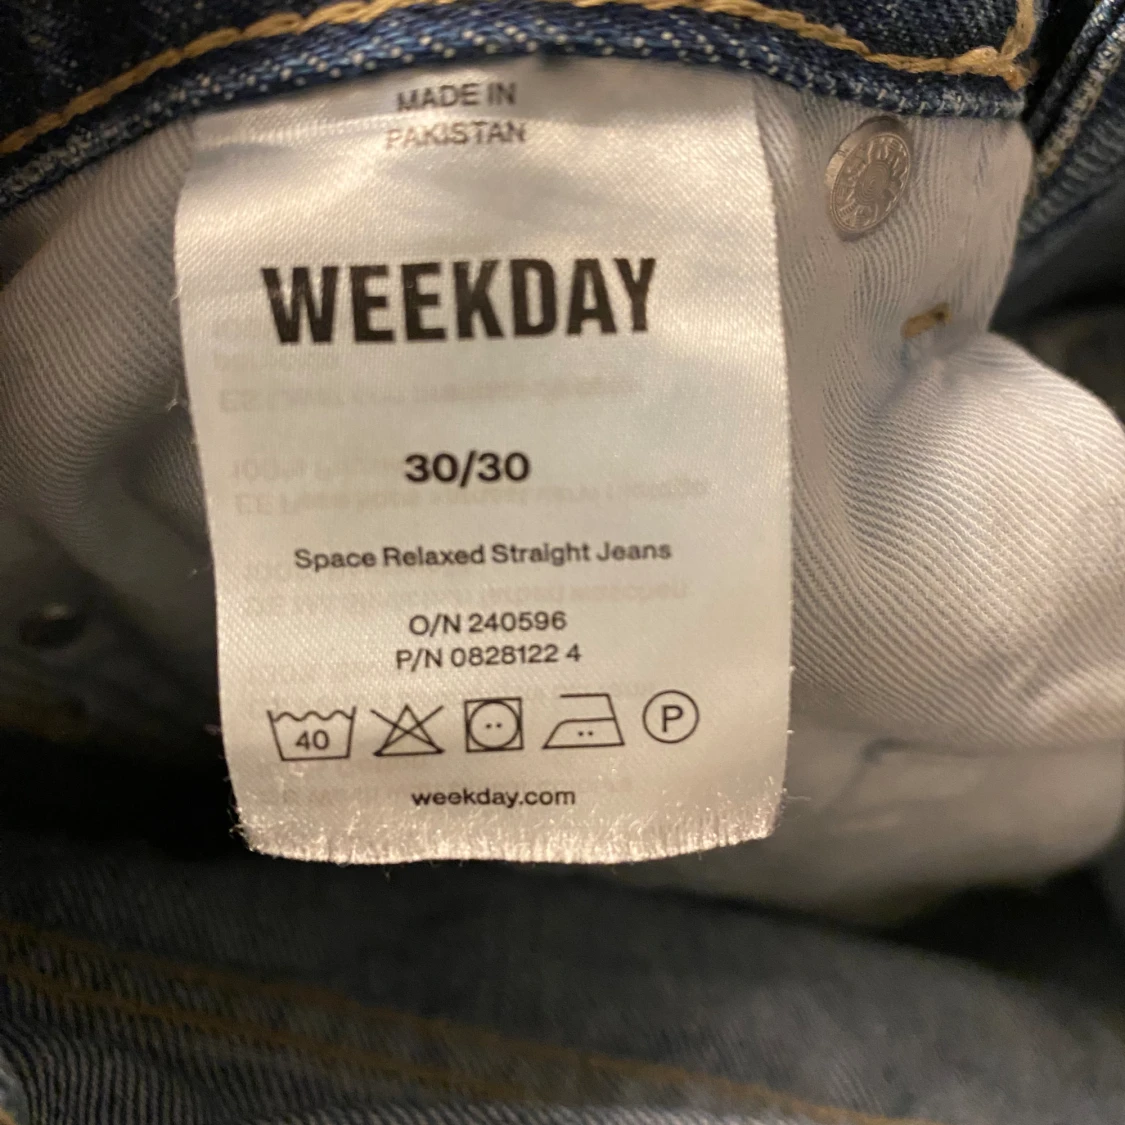 MADE IN
PAKISTAN
WEEKDAY
30/30
Space Relaxed Straight Jeans
O/N 240596
P/N 0828122 4
40
P
weekday.com